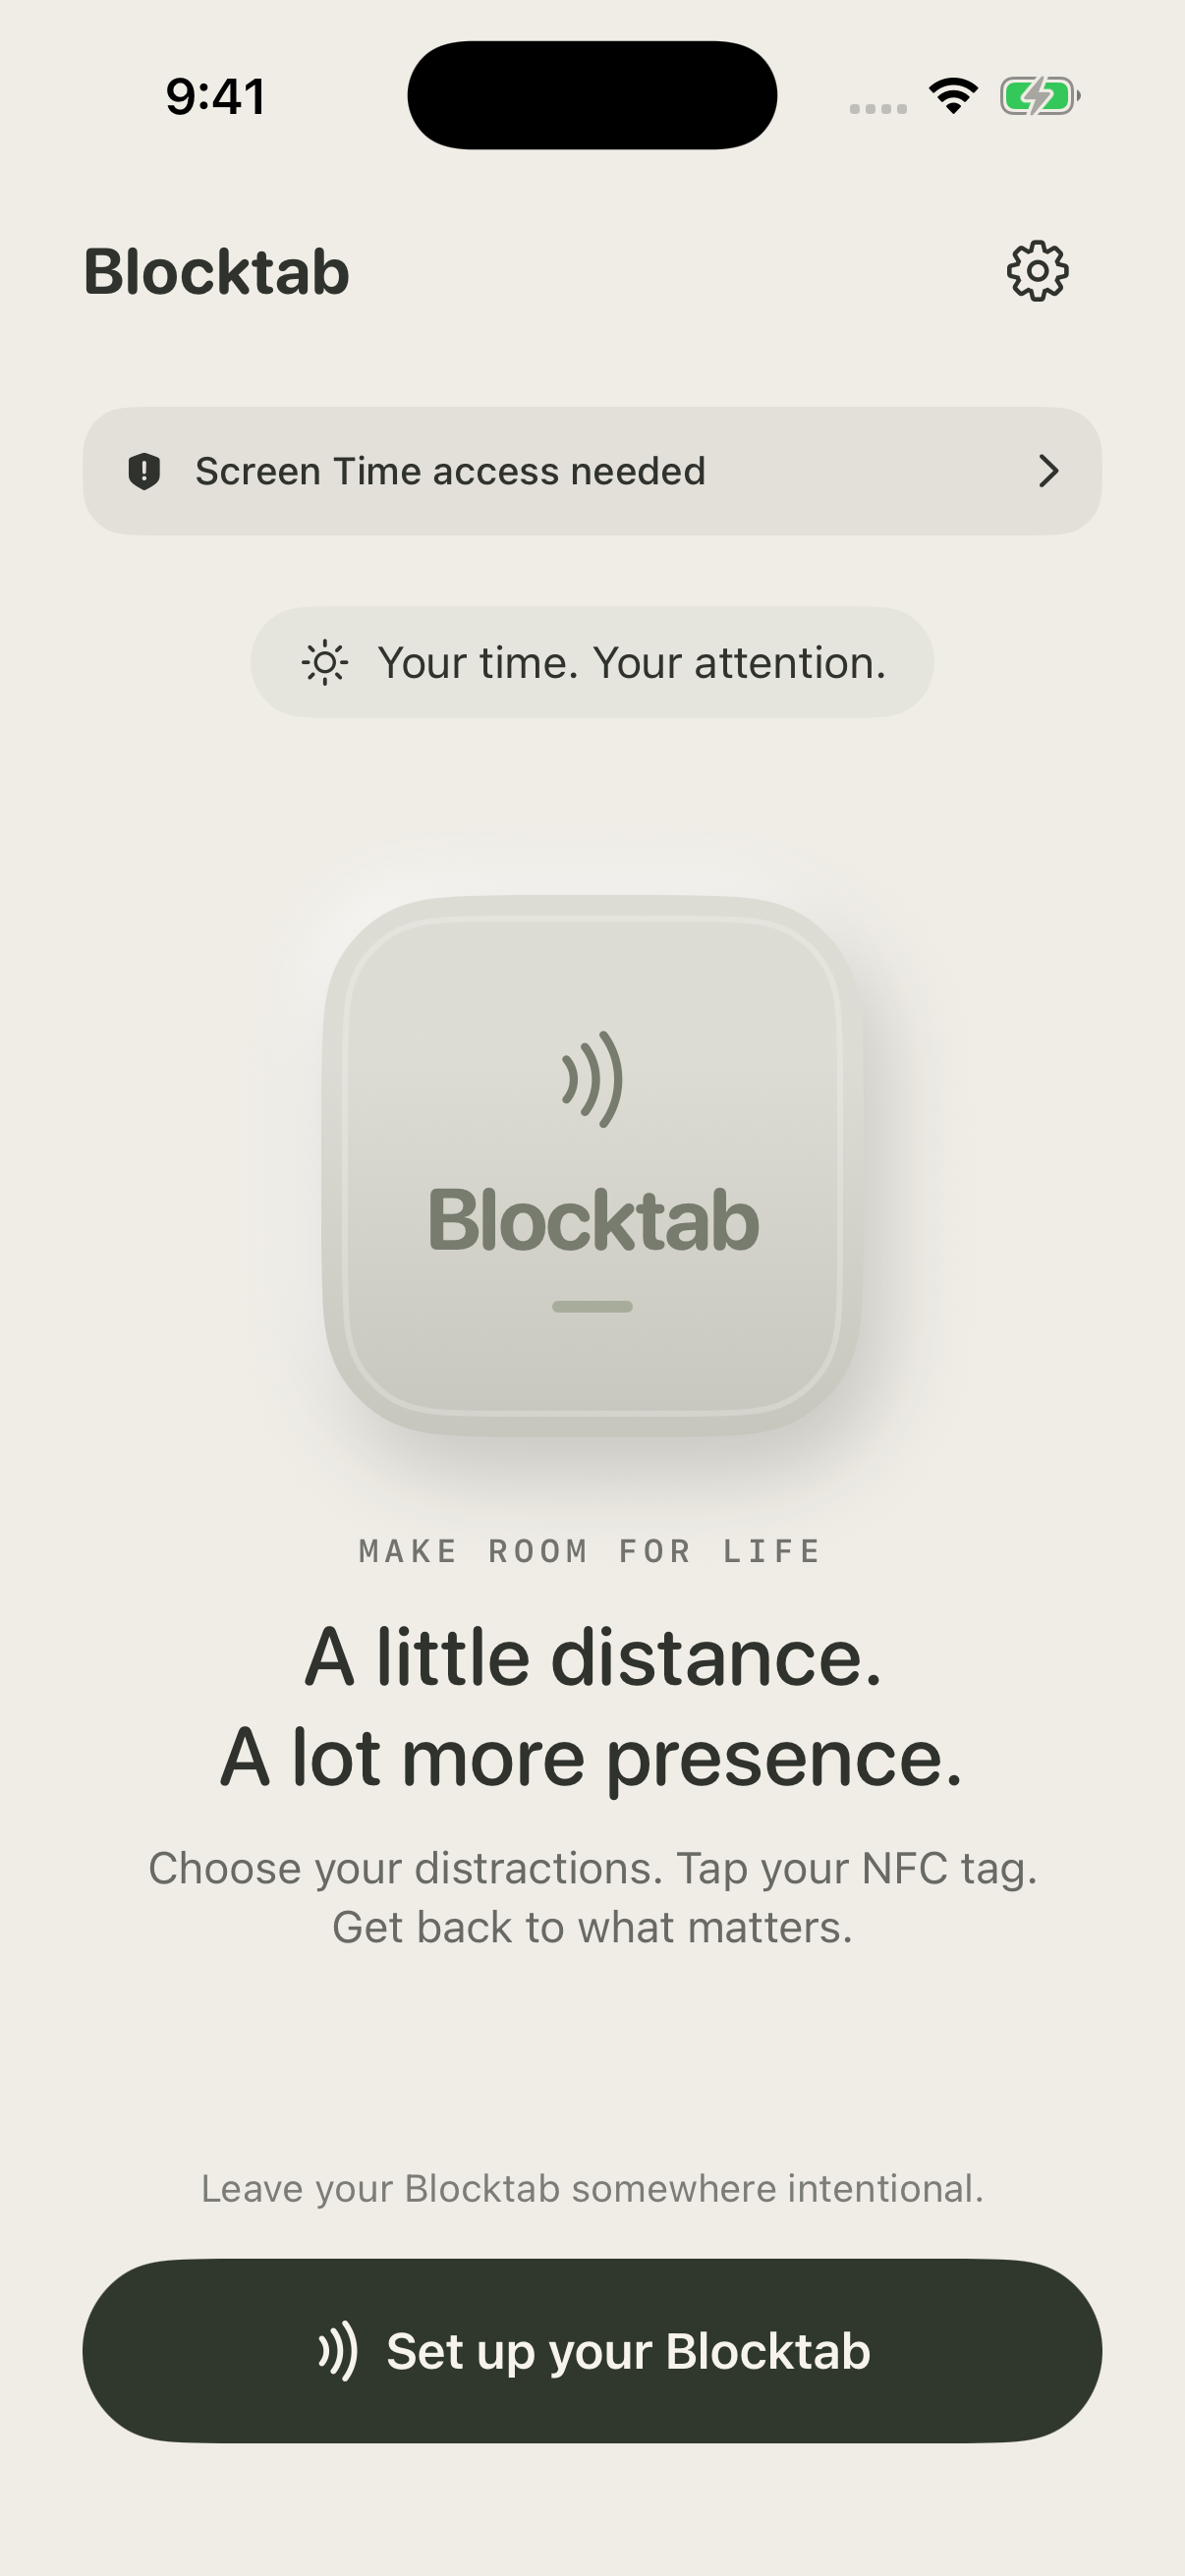 9:41
Blocktab
Screen Time access needed
Your time. Your attention.
Blocktab
MAKE ROOM FOR LIFE
A little distance.
A lot more presence.
Choose your distractions. Tap your NFC tag.
Get back to what matters.
Leave your Blocktab somewhere intentional.
Set up your Blocktab